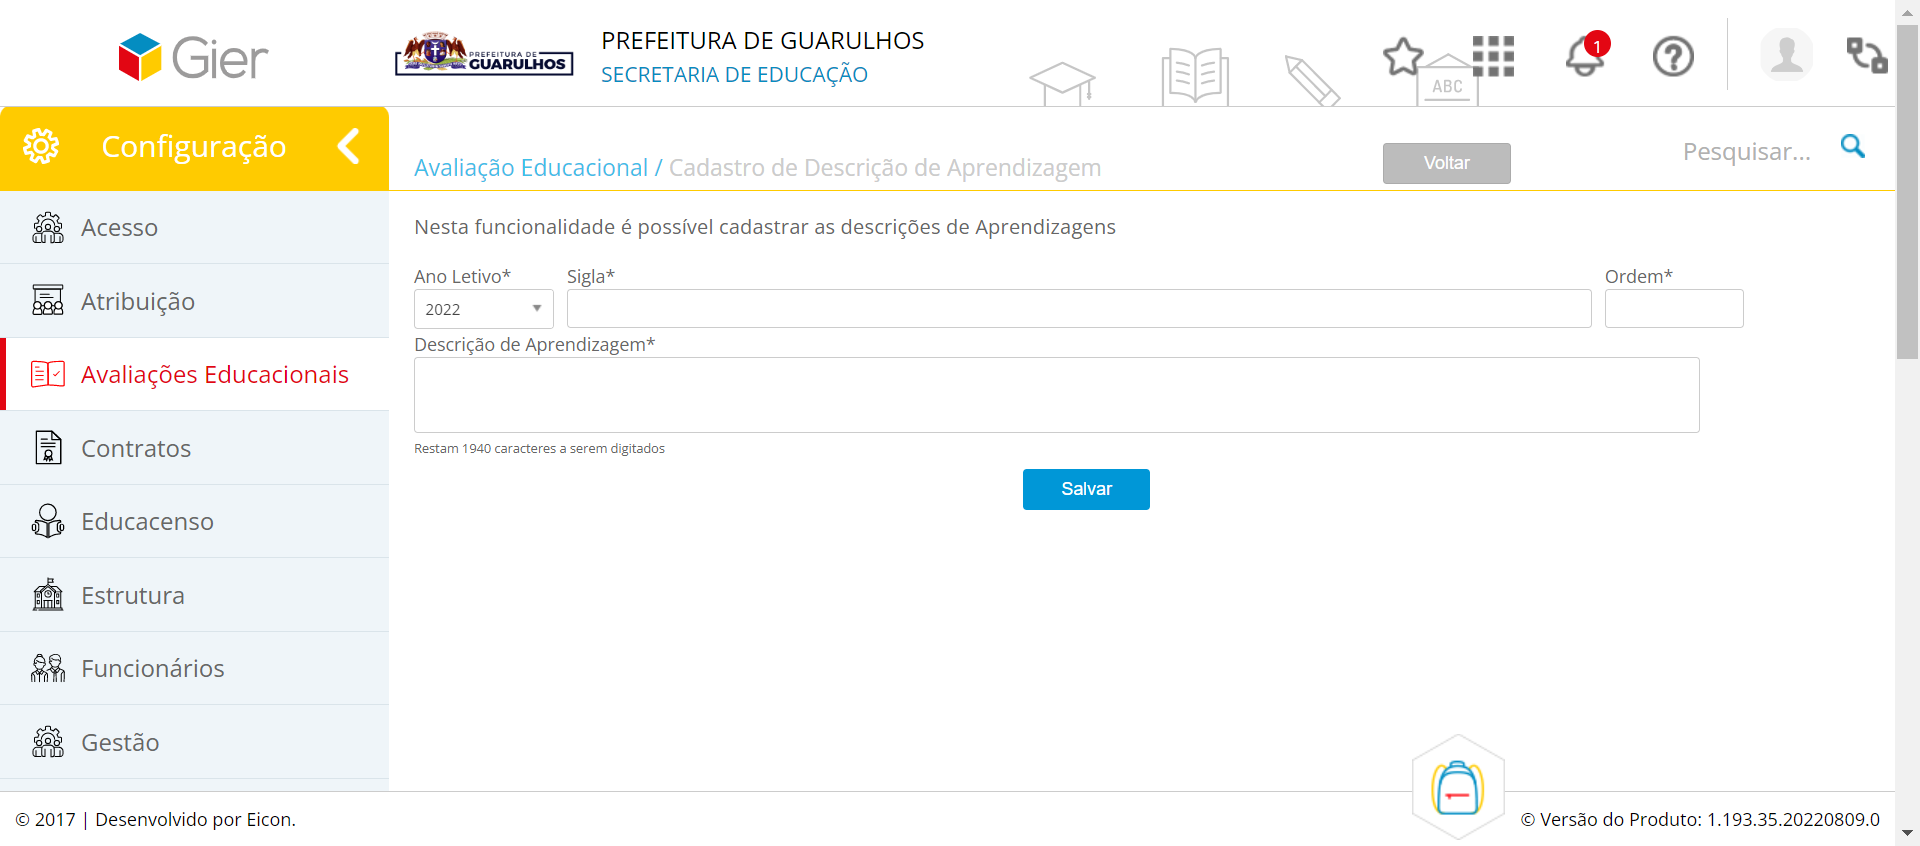 Gier
PREFEITURA DE
GUARULHOS
PREFEITURA DE GUARULHOS
SECRETARIA DE EDUCAÇÃO
ABC
1
Configuração
Avaliação Educacional / Cadastro de Descrição de Aprendizagem
Voltar
Pesquisar...
Acesso
Atribuição
Avaliações Educacionais
Contratos
Educacenso
Estrutura
Funcionários
Gestão
Nesta funcionalidade é possível cadastrar as descrições de Aprendizagens
Ano Letivo* Sigla* Ordem*
2022
Descrição de Aprendizagem*
Restam 1940 caracteres a serem digitados
Salvar
© 2017 | Desenvolvido por Eicon.
© Versão do Produto: 1.193.35.20220809.0